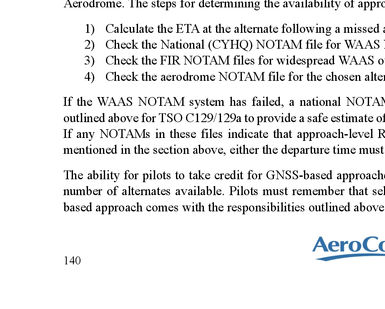 Aerodrome. The steps for determining the availability of appro
1) Calculate the ETA at the alternate following a missed a
2) Check the National (CYHQ) NOTAM file for WAAS
3) Check the FIR NOTAM files for widespread WAAS o
4) Check the aerodrome NOTAM file for the chosen alter
If the WAAS NOTAM system has failed, a national NOTAM
outlined above for TSO C129/129a to provide a safe estimate of
If any NOTAMs in these files indicate that approach-level R
mentioned in the section above, either the departure time must
The ability for pilots to take credit for GNSS-based approache
number of alternates available. Pilots must remember that sel
based approach comes with the responsibilities outlined above
AeroCo
140